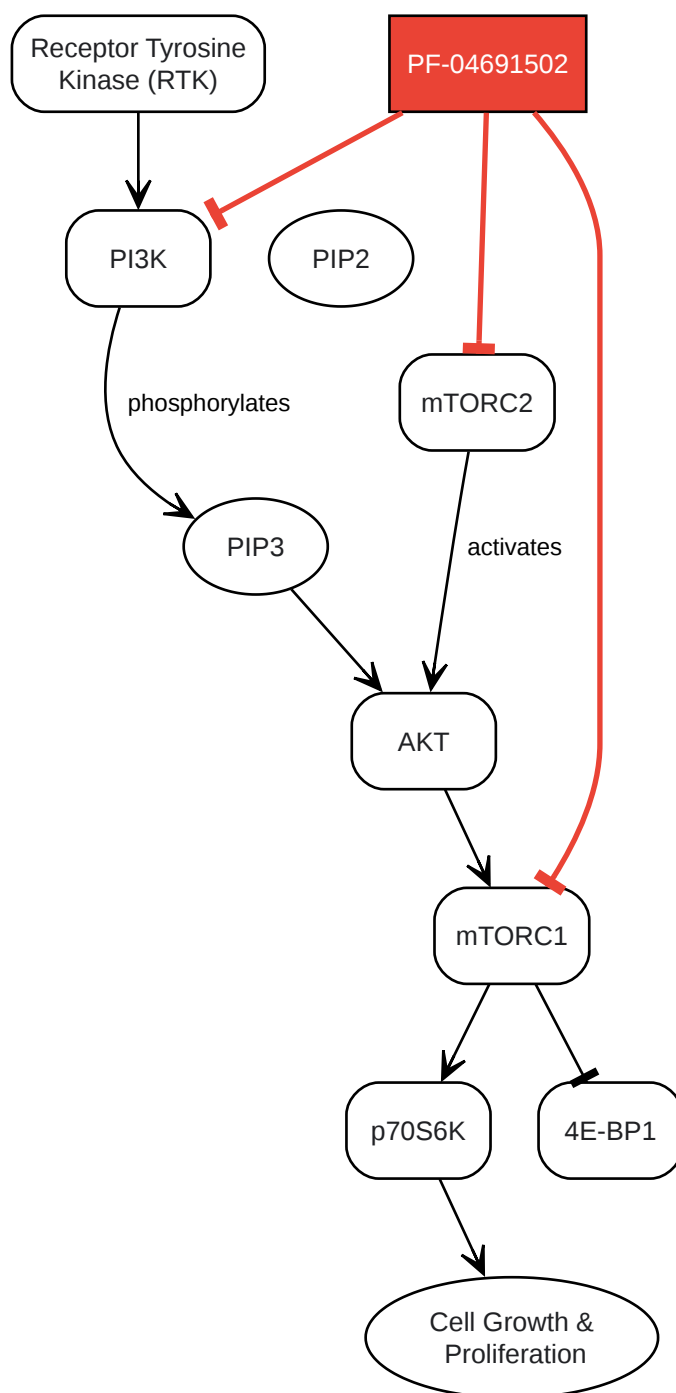 Receptor Tyrosine
Kinase (RTK)
PF-04691502
PI3K
PIP2
phosphorylates
mTORC2
PIP3
activates
AKT
mTORC1
p70S6K
4E-BP1
Cell Growth &
Proliferation